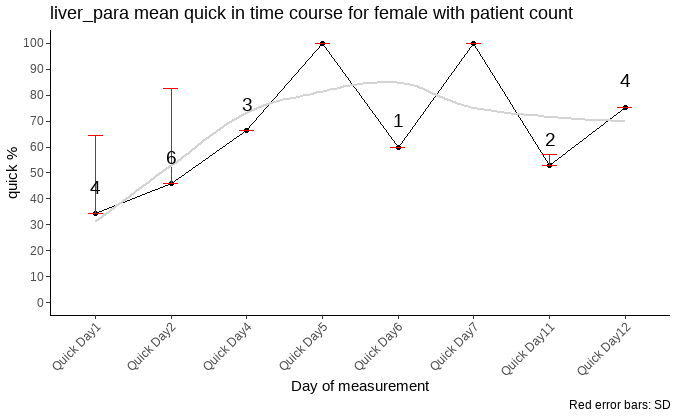 liver_para mean quick in time course for female with patient count
quick %
100
90
80
70
60
50
40
30
20
10
0
4
6
3
1
2
4
Quick Day1
Quick Day2
Quick Day4
Quick Day5
Quick Day6
Quick Day7
Quick Day11
Quick Day12
Day of measurement
Red error bars: SD